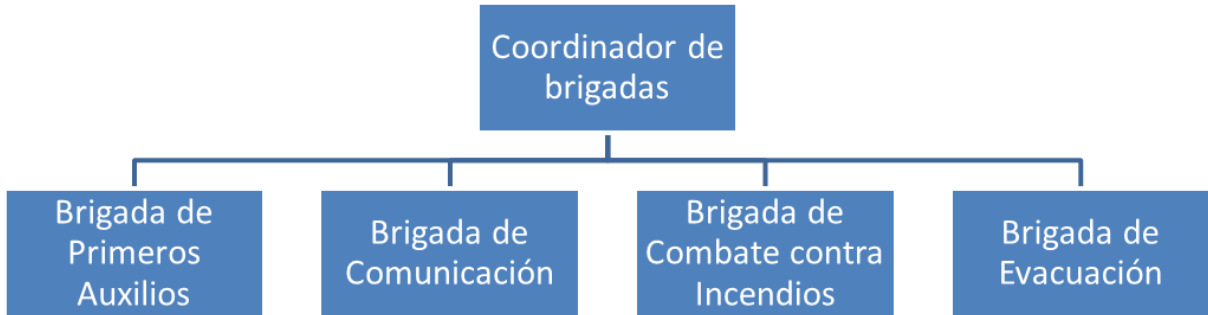 Coordinador de
brigadas
Brigada de
Primeros
Auxilios
Brigada de
Comunicación
Brigada de
Combate contra
Incendios
Brigada de
Evacuación